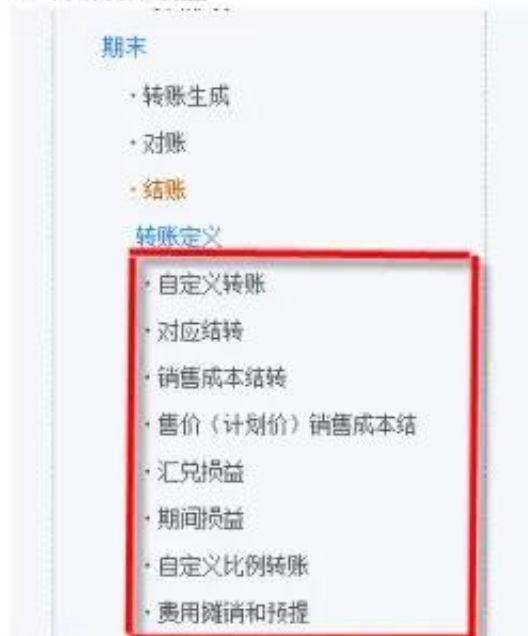 期末
·转账生成
·对账
·结账
转账定义
·自定义转账
·对应结转
·销售成本结转
·售价（计划价）销售成本结
·汇兑损益
·期间损益
·自定义比例转账
·费用摊销和预提